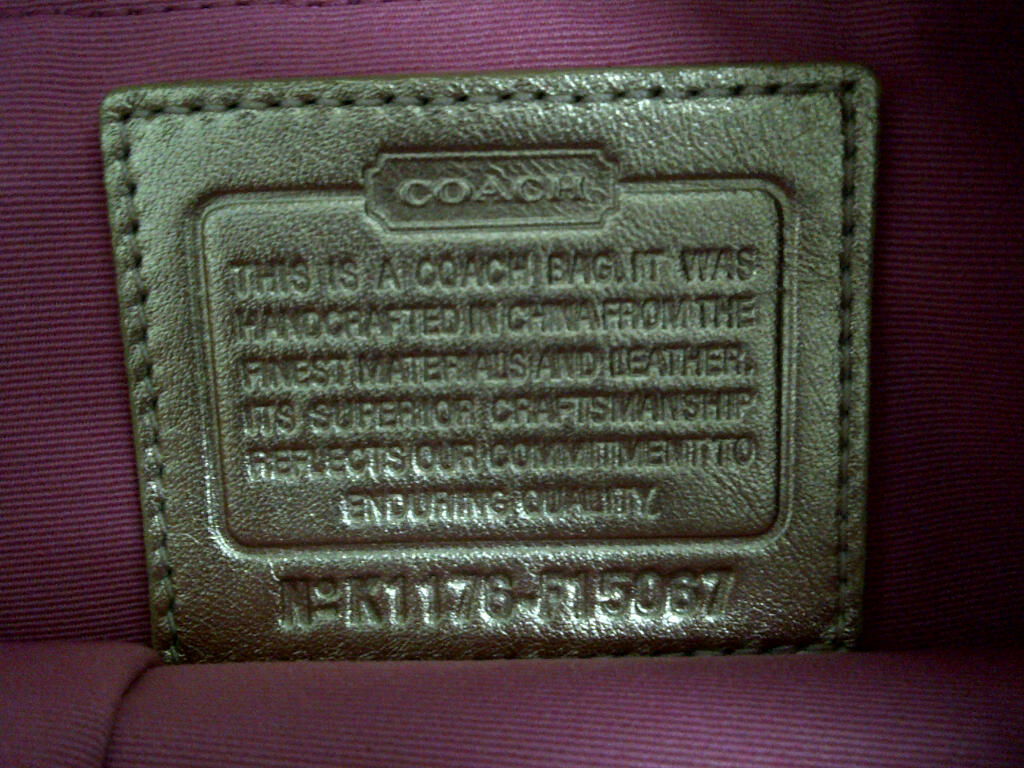 COACH
THIS IS A COACH BAG. IT WAS
HANDCRAFTED IN CHINA FROM THE
FINEST MATERIALS AND LEATHER.
ITS SUPERIOR CRAFTSMANSHIP
REFLECTS OUR COMMITMENT TO
ENDURING QUALITY.
No K1176-F15967